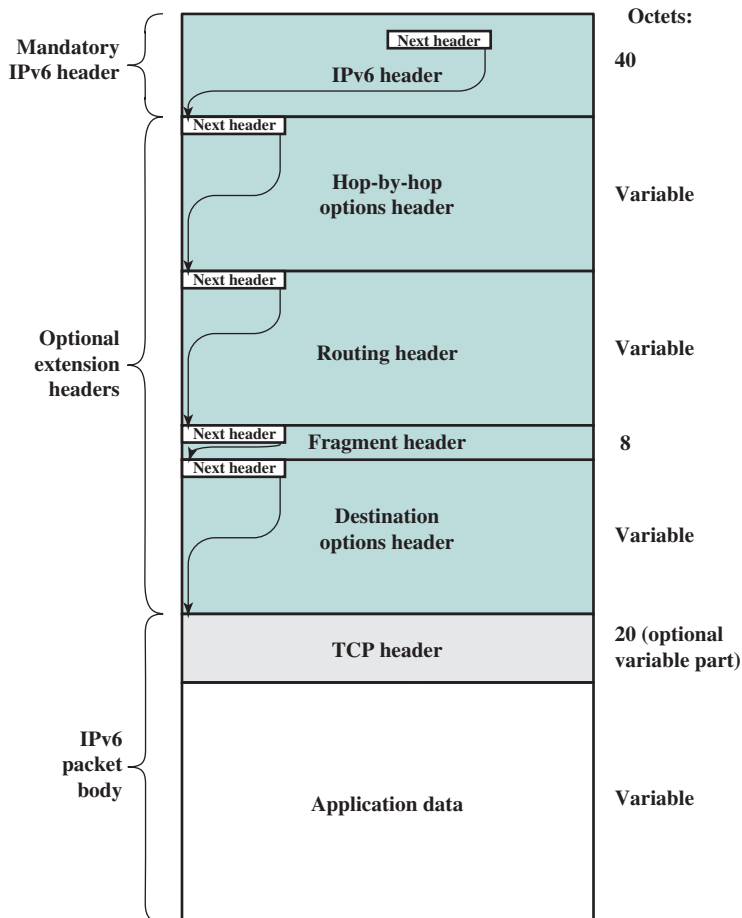 Octets:
Mandatory
IPv6 header
Next header
IPv6 header
40
Next header
Hop-by-hop
options header
Variable
Next header
Optional
extension
headers
Routing header
Variable
Next header
Fragment header
8
Next header
Destination
options header
Variable
TCP header
20 (optional
variable part)
IPv6
packet
body
Application data
Variable